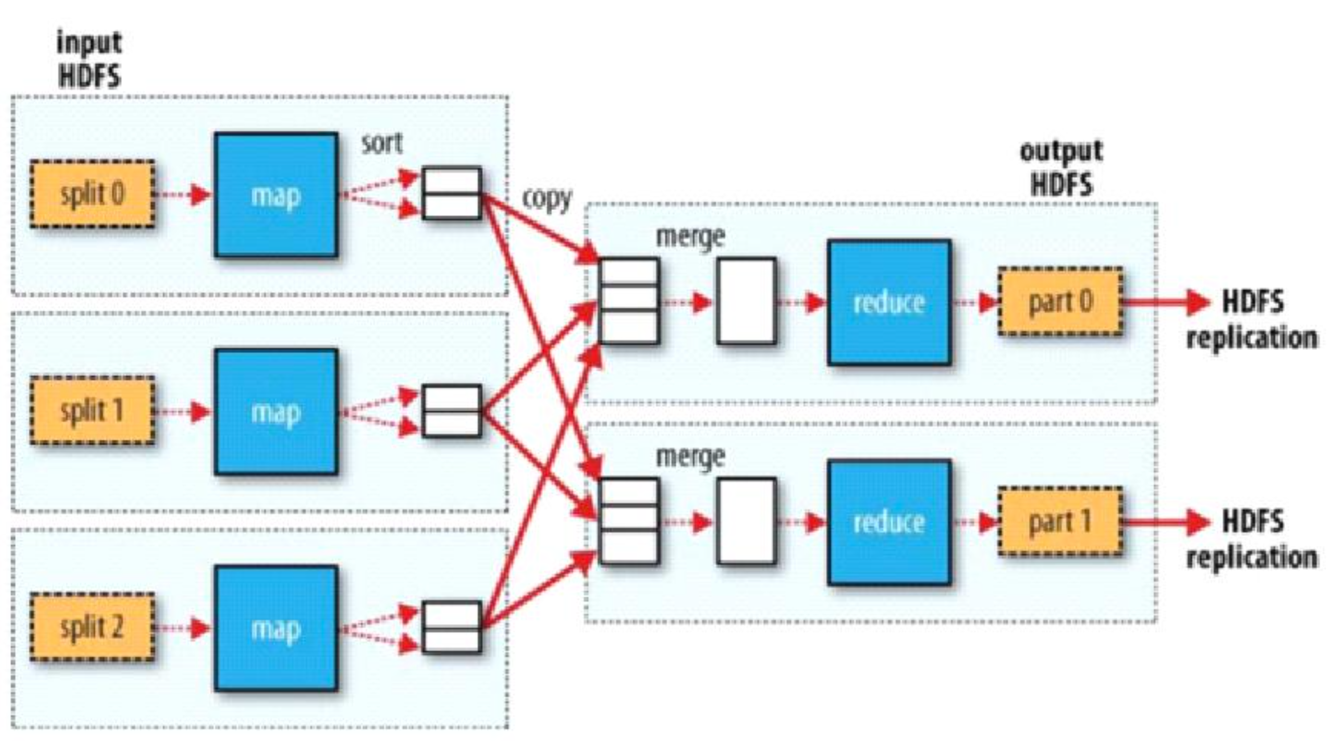 input
HDFS
sort
split 0
map
copy
output
HDFS
merge
reduce
part 0
HDFS
replication
split 1
map
merge
reduce
part 1
HDFS
replication
split 2
map